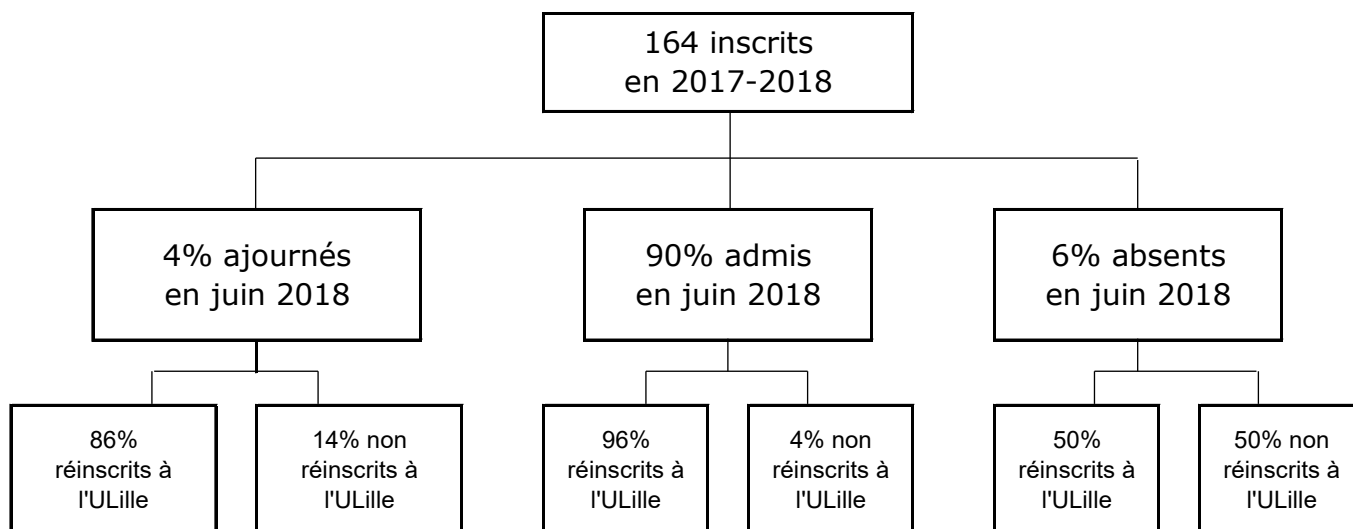 164 inscrits
en 2017-2018
4% ajournés
en juin 2018
90% admis
en juin 2018
6% absents
en juin 2018
86%
réinscrits à
l'ULille
14% non
réinscrits à
l'ULille
96%
réinscrits à
l'ULille
4% non
réinscrits à
l'ULille
50%
réinscrits à
l'ULille
50% non
réinscrits à
l'ULille